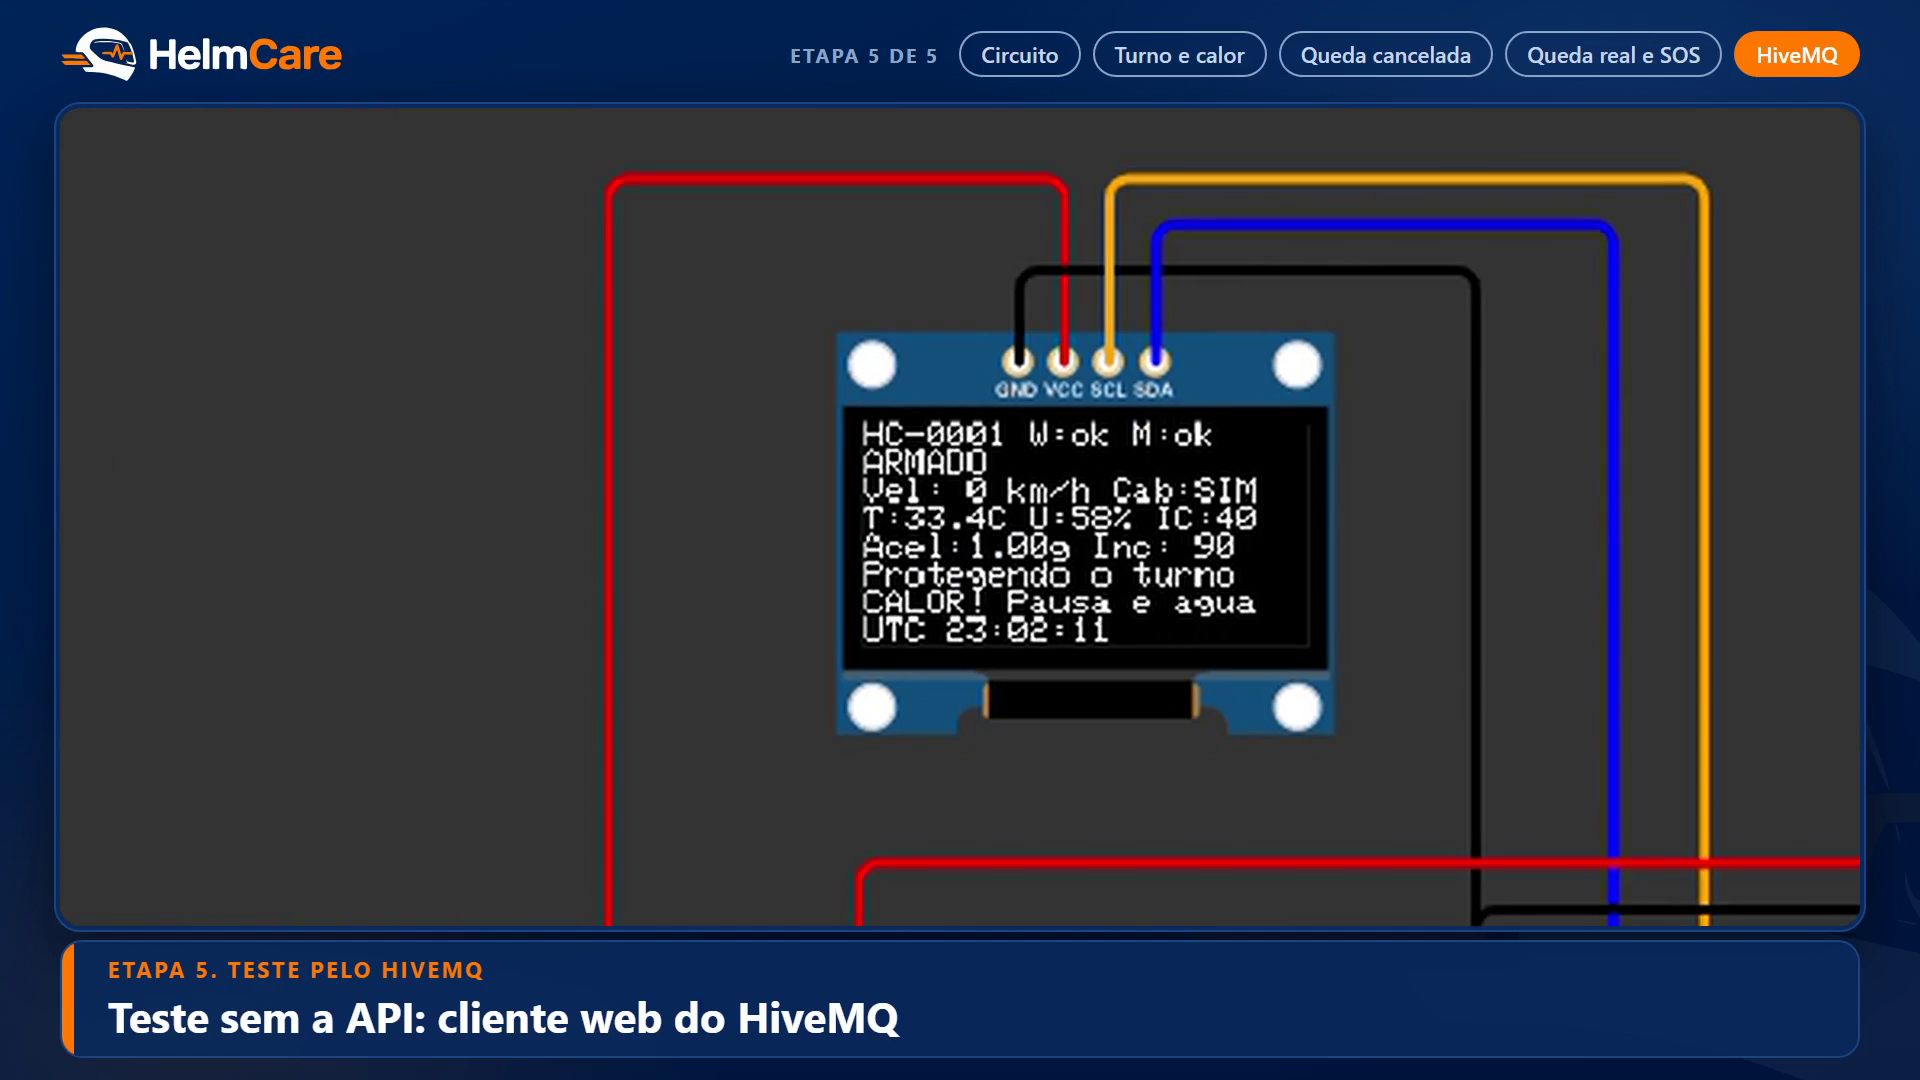 HelmCare
ETAPA 5 DE 5
Circuito
Turno e calor
Queda cancelada
Queda real e SOS
HiveMQ
GND VCC SCL SDA
HC-0001 W:ok M:ok
ARMADO
Vel: 0 km/h Cab:SIM
T:33.4C U:58% IC:40
Acel:1.00g Inc: 90
Protegendo o turno
CALOR! Pausa e agua
UTC 23:02:11
ETAPA 5. TESTE PELO HIVEMQ
Teste sem a API: cliente web do HiveMQ